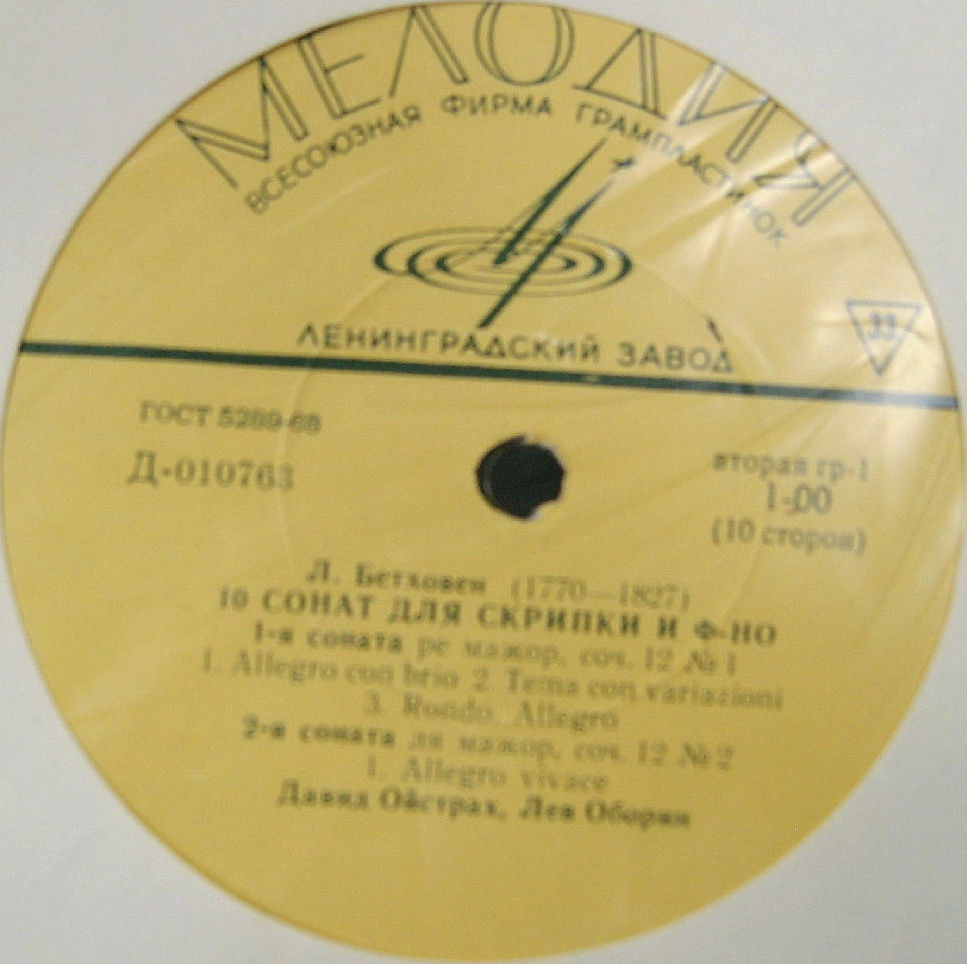 МЕЛОДИЯ
ВСЕСОЮЗНАЯ ФИРМА ГРАМПЛАСТИНОК
ЛЕНИНГРАДСКИЙ ЗАВОД
33
ГОСТ 5289-68
Д-010763
вторая гр-1
1-00
(10 сторон)
Л. Бетховен (1770—1827)
10 СОНАТ ДЛЯ СКРИПКИ И Ф-НО
1-я соната ре мажор, соч. 12 № 1
1. Allegro con brio 2. Tema con variazioni
3. Rondo. Allegro
2-я соната ля мажор, соч. 12 № 2
1. Allegro vivace
Давид Ойстрах, Лев Оборин